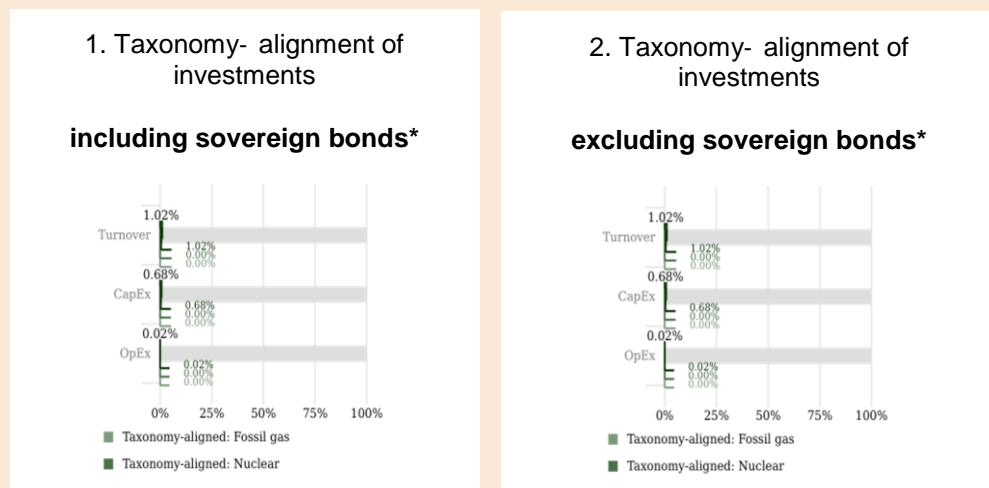 1. Taxonomy- alignment of
investments
including sovereign bonds*
1.02%
Turnover
1.02%
0.00%
0.00%
0.68%
CapEx
0.68%
0.00%
0.00%
0.02%
OpEx
0.02%
0.00%
0.00%
0% 25% 50% 75% 100%
Taxonomy-aligned: Fossil gas
Taxonomy-aligned: Nuclear
2. Taxonomy- alignment of
investments
excluding sovereign bonds*
1.02%
Turnover
1.02%
0.00%
0.00%
0.68%
CapEx
0.68%
0.00%
0.00%
0.02%
OpEx
0.02%
0.00%
0.00%
0% 25% 50% 75% 100%
Taxonomy-aligned: Fossil gas
Taxonomy-aligned: Nuclear